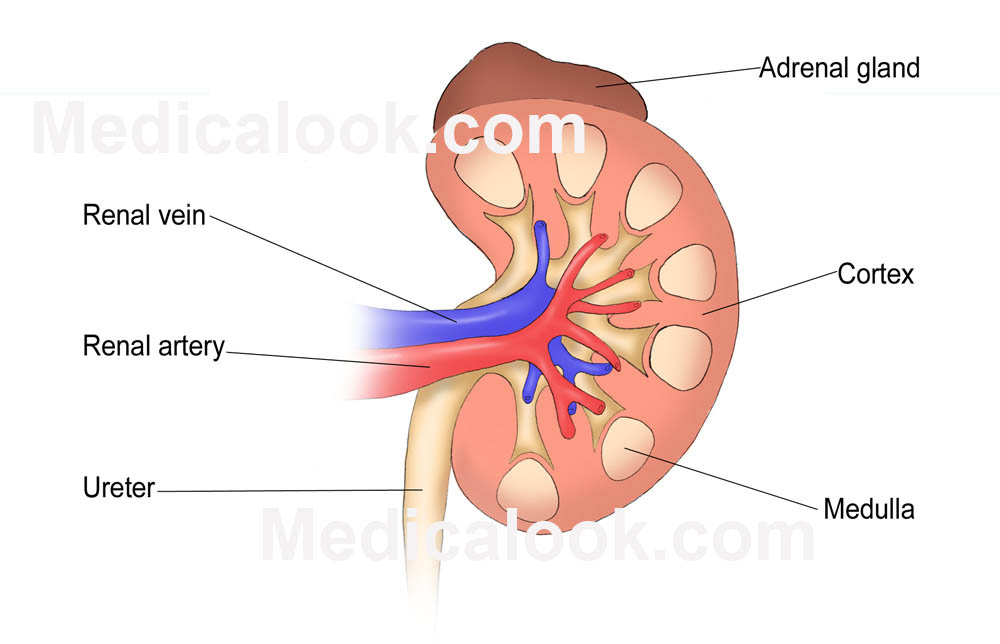 Adrenal gland
Medicalook.com
Renal vein
Cortex
Renal artery
Ureter
Medulla
Medicalook.com